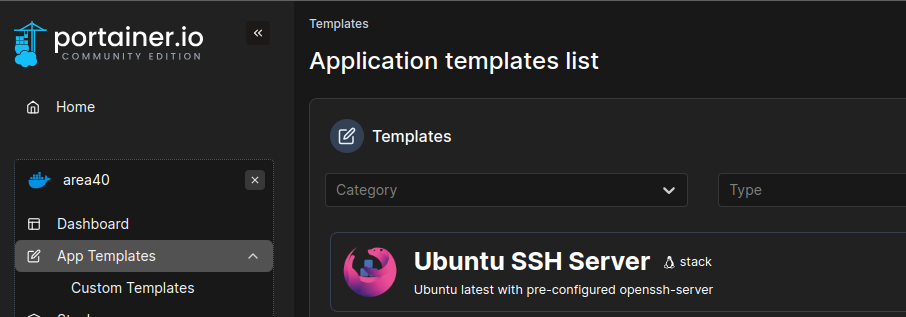 portainer.io
COMMUNITY EDITION
Home
area40
Dashboard
App Templates
Custom Templates
Templates
Application templates list
Templates
Category
Type
Ubuntu SSH Server
stack
Ubuntu latest with pre-configured openssh-server